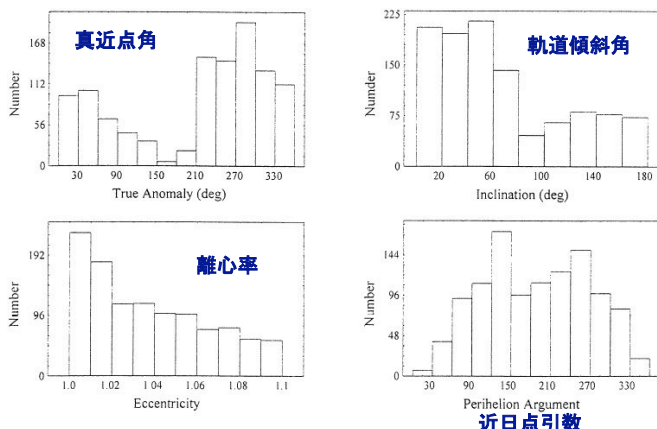 168
真近点角
Number
112
56
0
30 90 150 210 270 330
True Anomaly (deg)
225
軌道傾斜角
Numder
150
75
0
20 60 100 140 180
Inclination (deg)
192
離心率
Number
96
0
1.0 1.02 1.04 1.06 1.08 1.1
Eccentricity
144
Number
96
48
0
30 90 150 210 270 330
Perihelion Argument
近日点引数